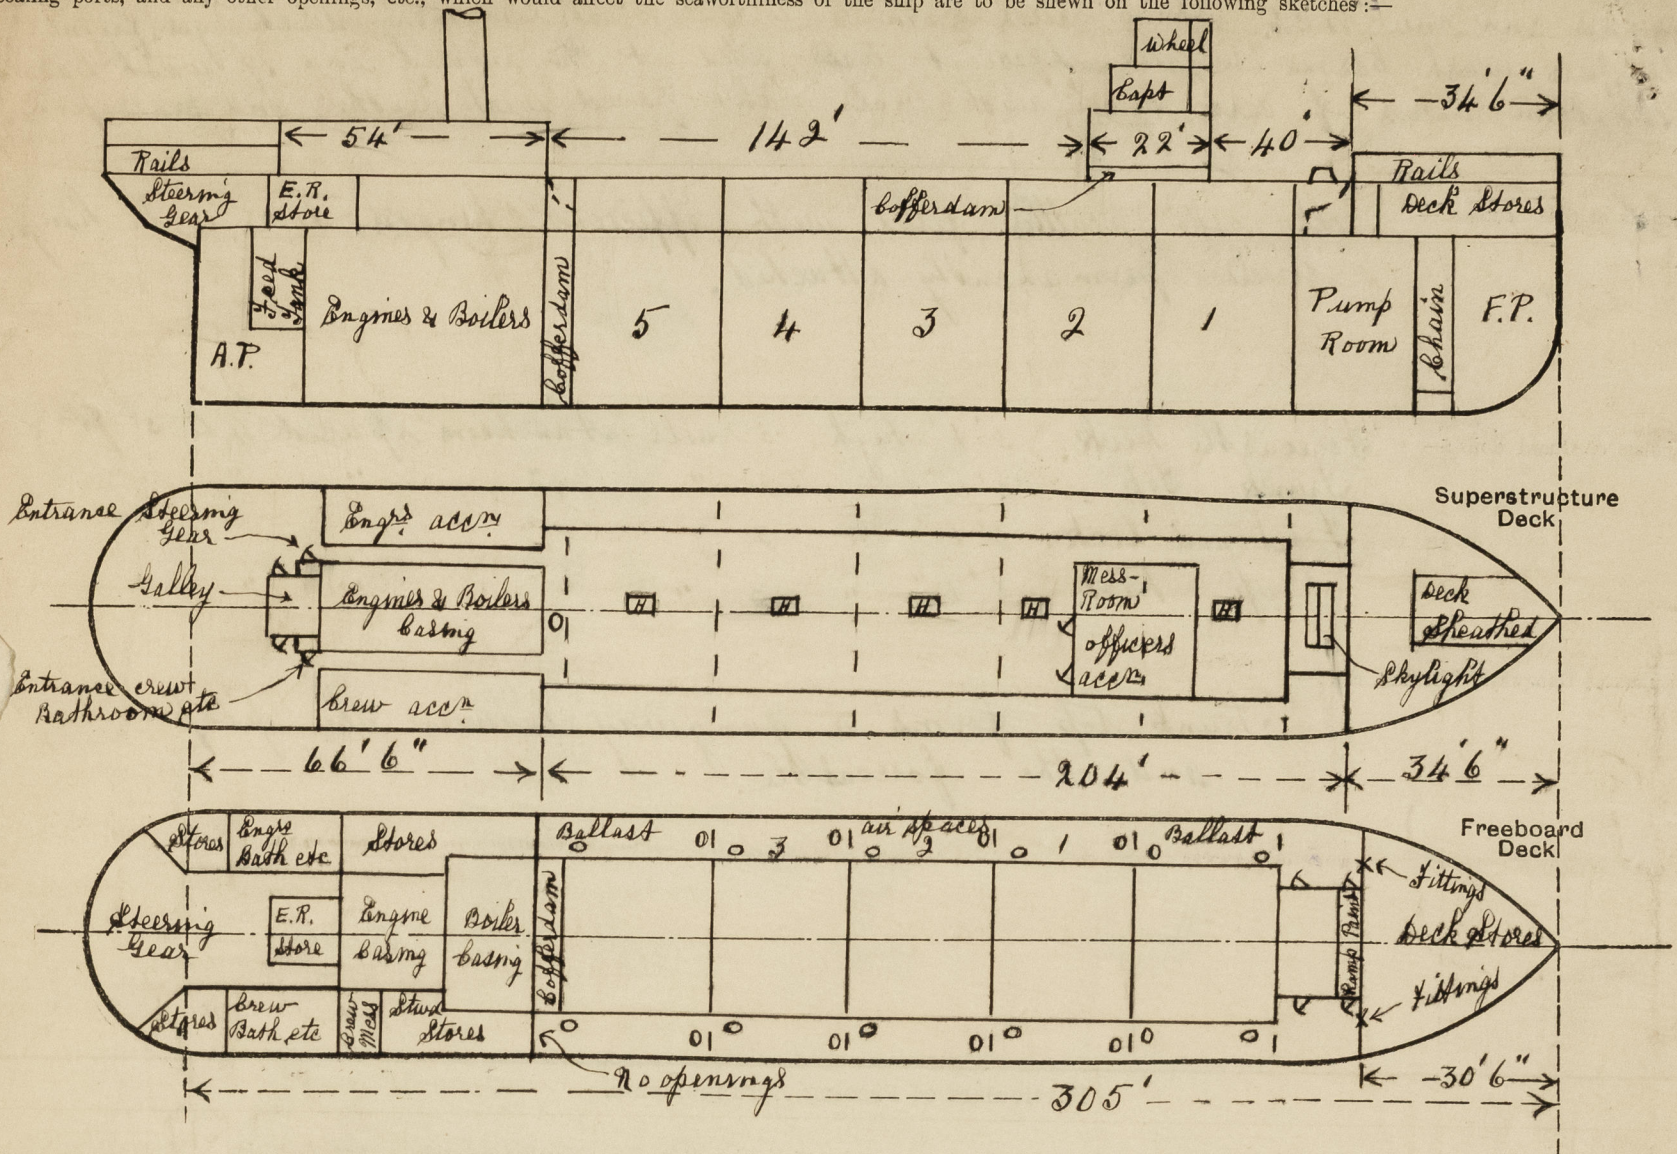 sealing ports, and any other openings, etc., which would affect the seaworthiness of the ship are to be shewn on the following sketches :—
Wheel
Capt
34' 6"
54'
142'
22'
40'
Rails
Rails
Steering
Gear
E.R.
Store
Cofferdam
Deck Stores
Feed
Tank
Engines & Boilers
Cofferdam
5
4
3
2
1
Pump
Room
Chain
F.P.
A.P.
Superstructure
Deck
Entrance Steering
Gear
Engrs accn
Galley
Engines & Boilers
Casing
H
H
H
H
H
Mess-
Room
officers
accn
Deck
Sheathed
Skylight
Entrance crew
Bathroom etc
Crew accn
66' 6"
204'
34' 6"
Freeboard
Deck
Stores
Engrs
Bath etc
Stores
Ballast
3
air spaces
2
1
Ballast
Fittings
Steering
Gear
E.R.
Store
Engine
Casing
Boiler
Casing
Cofferdam
Deck Stores
Fittings
Stores
Crew
Bath etc
Crew
Mess
Stwd
Stores
No openings
305'
30' 6"